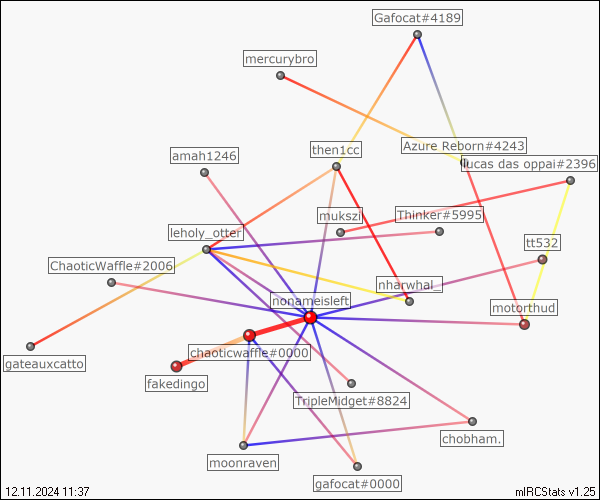 Gafocat#4189
mercurybro
Azure Reborn#4243
then1cc
amah1246
lucas das oppai#2396
mukszi
Thinker#5995
leholy_otter
tt532
ChaoticWaffle#2006
nharwhal_
nonameisleft
motorthud
chaoticwaffle#0000
gateauxcatto
fakedingo
TripleMidget#8824
chobham.
moonraven
gafocat#0000
12.11.2024 11:37
mIRCStats v1.25